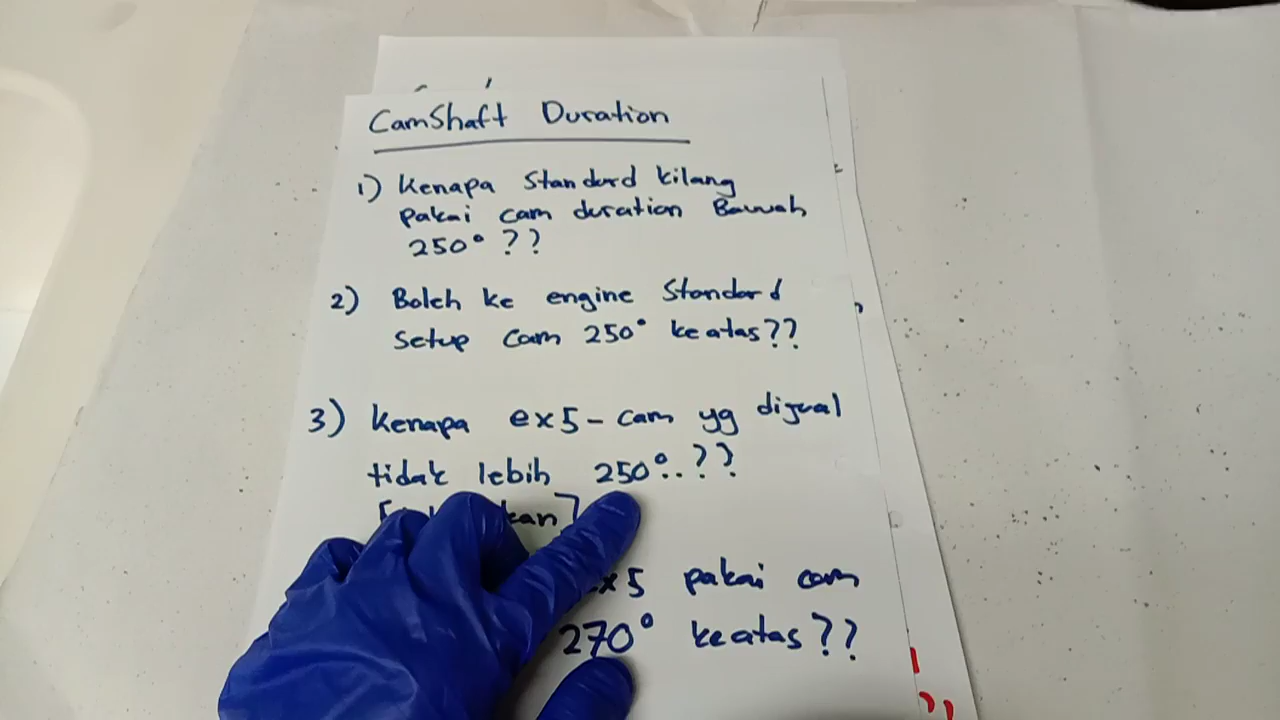 CamShaft Duration
1) Kenapa Standard kilang
pakai cam duration Bawah
250° ??
2) Boleh ke engine Standard
Setup Cam 250° keatas??
3) Kenapa ex5-cam yg dijual
tidak lebih 250°..??
pakai cam
270° keatas??